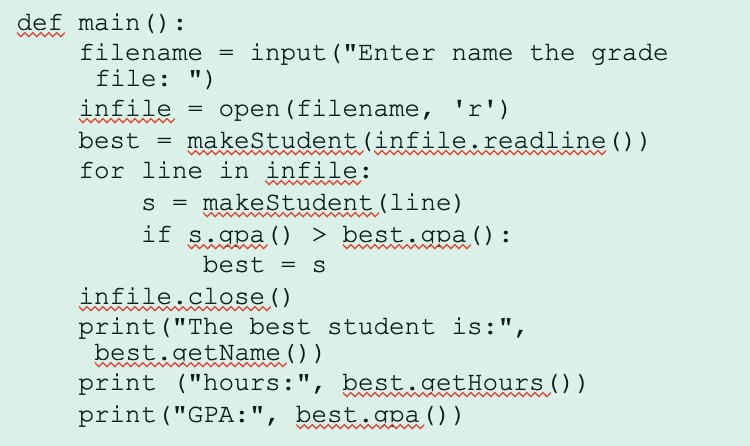 def main():
    filename = input("Enter name the grade
     file: ")
    infile = open(filename, 'r')
    best = makeStudent(infile.readline())
    for line in infile:
        s = makeStudent(line)
        if s.gpa() > best.gpa():
            best = s
    infile.close()
    print("The best student is:",
     best.getName())
    print ("hours:", best.getHours())
    print("GPA:", best.gpa())